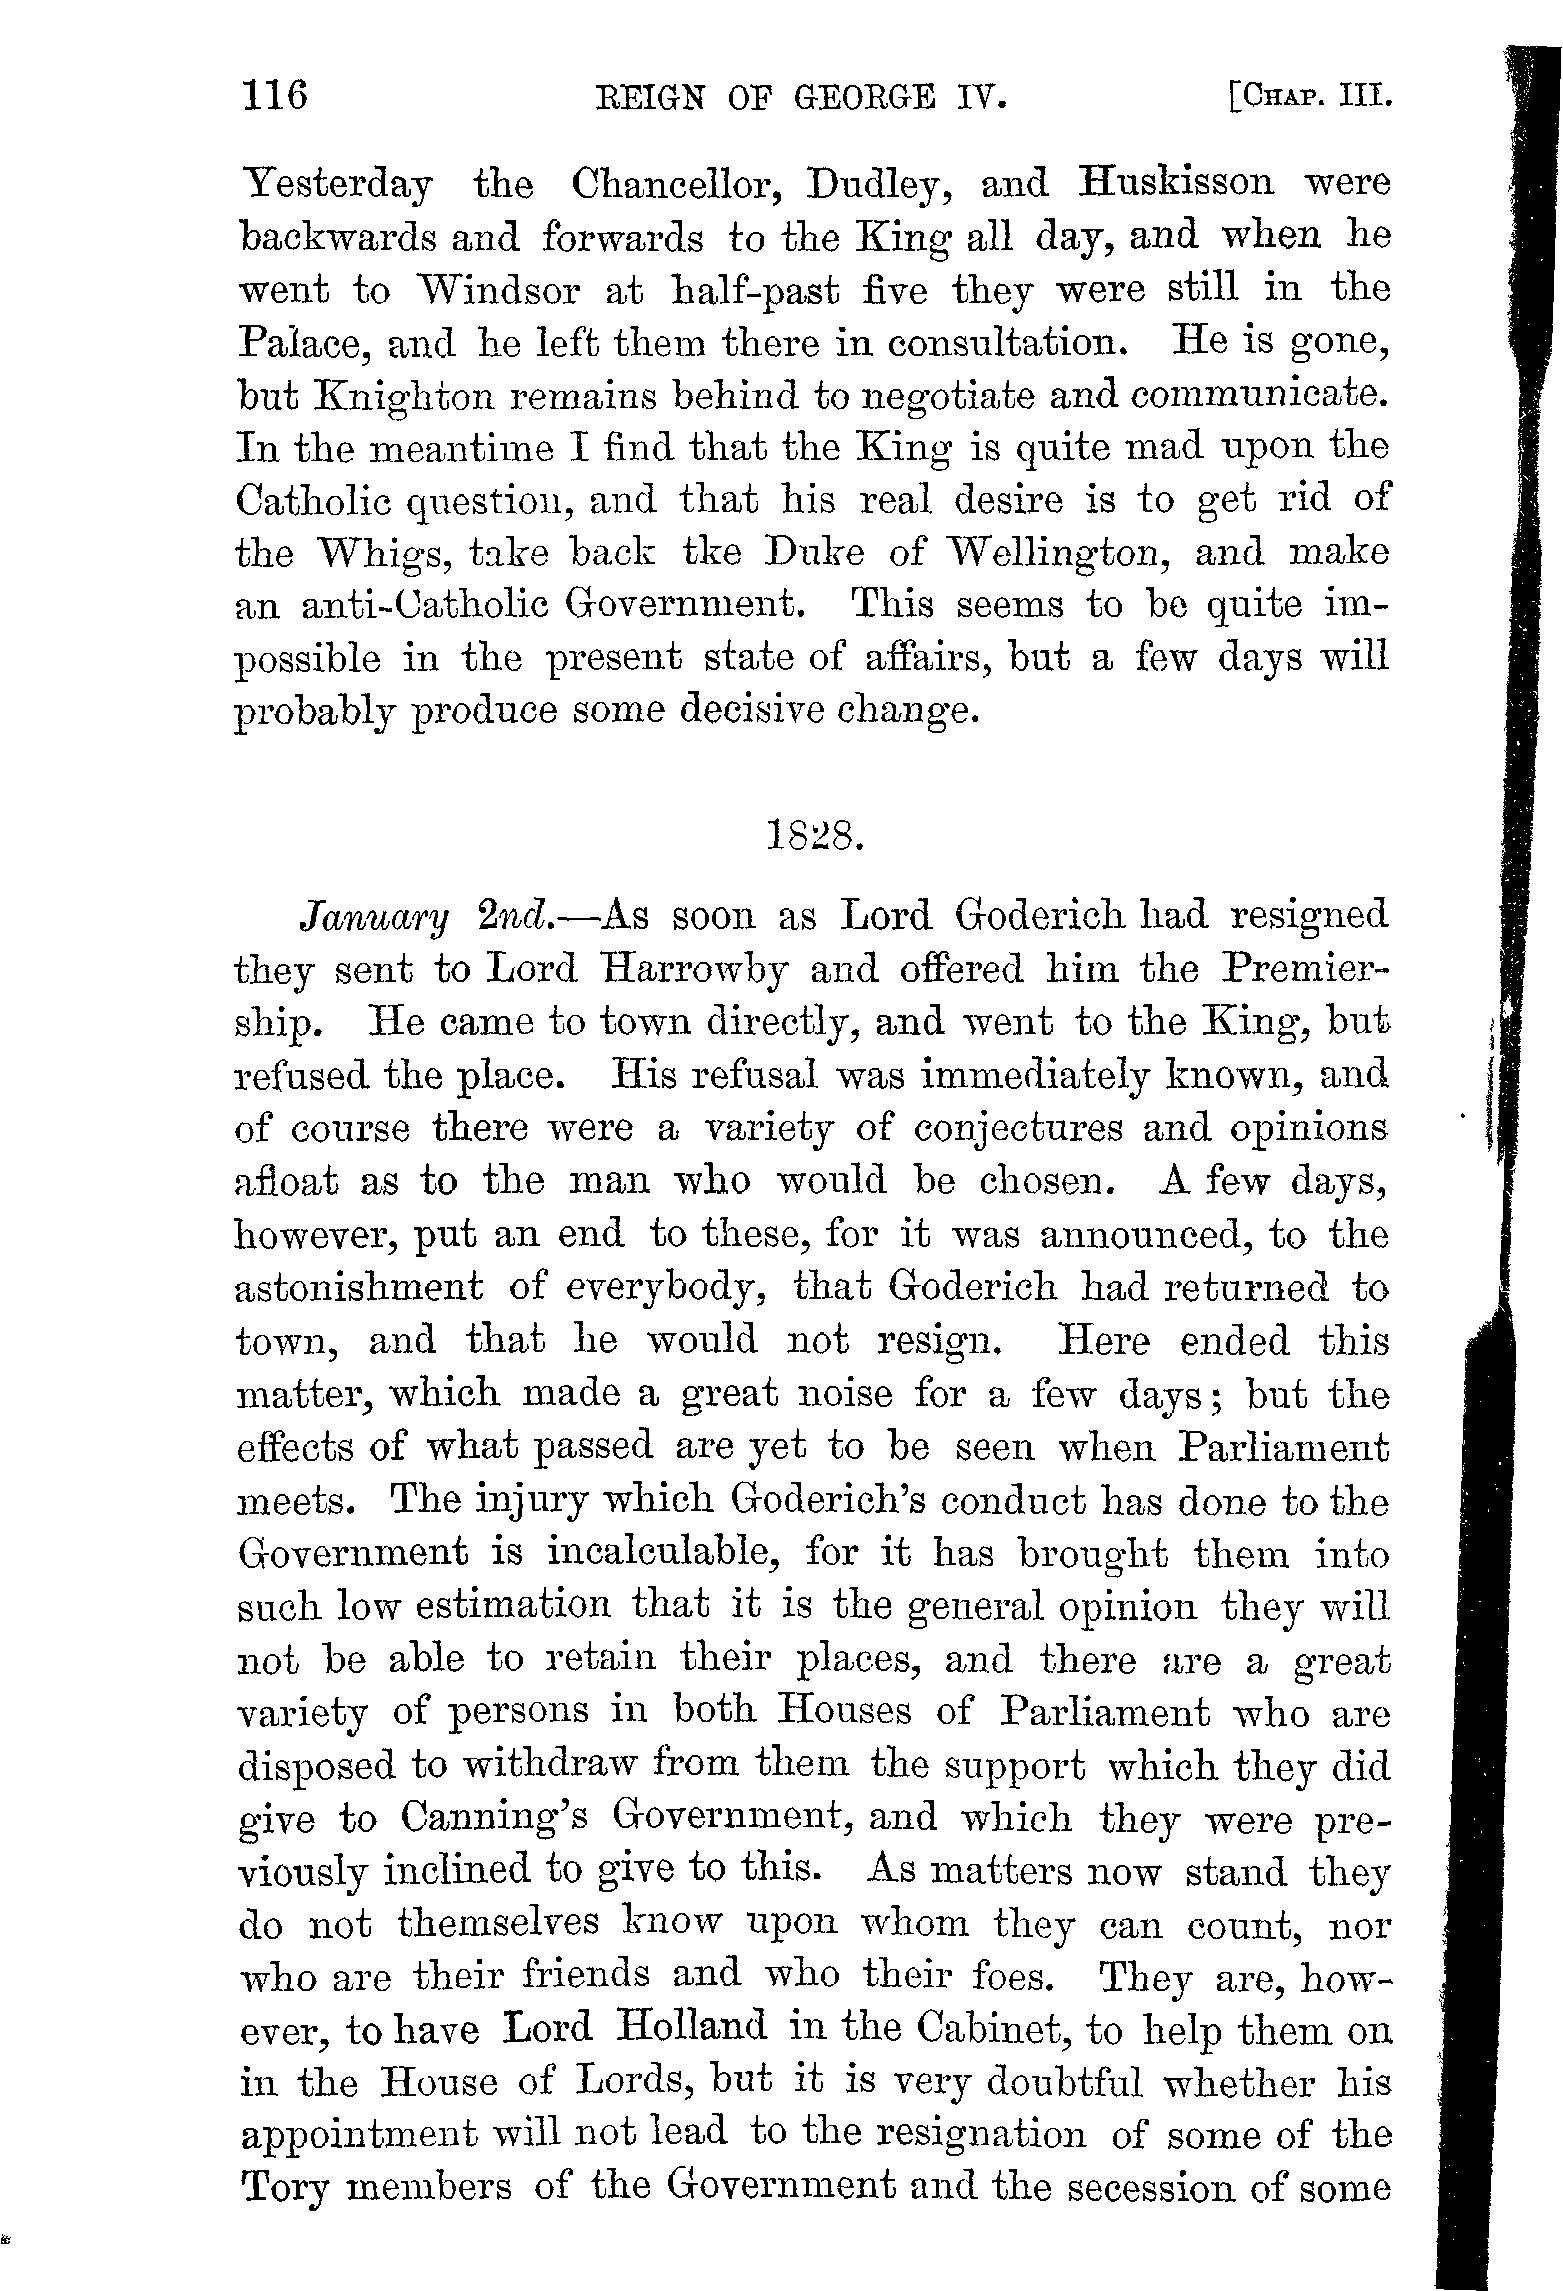 116 REIGN OF GEORGE IV. [CHAP. III.
Yesterday the Chancellor, Dudley, and Huskisson were
backwards and forwards to the King all day, and when he
went to Windsor at half-past five they were still in the
Palace, and he left them there in consultation. He is gone,
but Knighton remains behind to negotiate and communicate.
In the meantime I find that the King is quite mad upon the
Catholic question, and that his real desire is to get rid of
the Whigs, take back tke Duke of Wellington, and make
an anti-Catholic Government. This seems to be quite im-
possible in the present state of affairs, but a few days will
probably produce some decisive change.
1828.
January 2nd.—As soon as Lord Goderich had resigned
they sent to Lord Harrowby and offered him the Premier-
ship. He came to town directly, and went to the King, but
refused the place. His refusal was immediately known, and
of course there were a variety of conjectures and opinions
afloat as to the man who would be chosen. A few days,
however, put an end to these, for it was announced, to the
astonishment of everybody, that Goderich had returned to
town, and that he would not resign. Here ended this
matter, which made a great noise for a few days; but the
effects of what passed are yet to be seen when Parliament
meets. The injury which Goderich's conduct has done to the
Government is incalculable, for it has brought them into
such low estimation that it is the general opinion they will
not be able to retain their places, and there are a great
variety of persons in both Houses of Parliament who are
disposed to withdraw from them the support which they did
give to Canning's Government, and which they were pre-
viously inclined to give to this. As matters now stand they
do not themselves know upon whom they can count, nor
who are their friends and who their foes. They are, how-
ever, to have Lord Holland in the Cabinet, to help them on
in the House of Lords, but it is very doubtful whether his
appointment will not lead to the resignation of some of the
Tory members of the Government and the secession of some